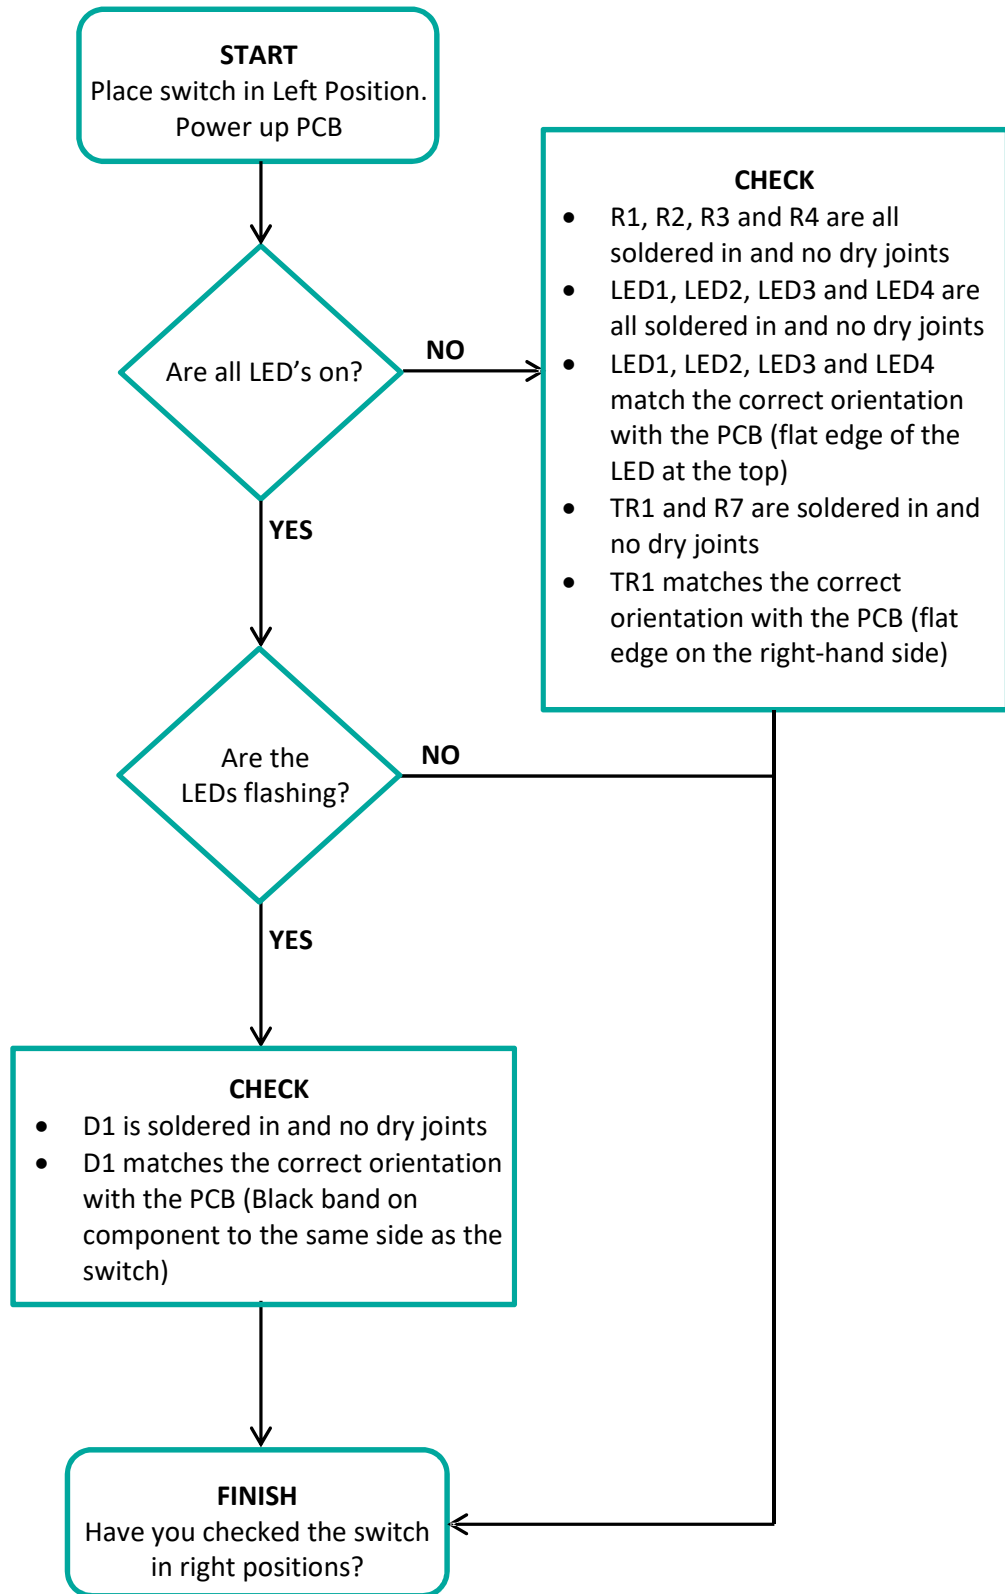 START
Place switch in Left Position.
Power up PCB
CHECK
• R1, R2, R3 and R4 are all
soldered in and no dry joints
• LED1, LED2, LED3 and LED4 are
all soldered in and no dry joints
• LED1, LED2, LED3 and LED4
match the correct orientation
with the PCB (flat edge of the
LED at the top)
• TR1 and R7 are soldered in and
no dry joints
• TR1 matches the correct
orientation with the PCB (flat
edge on the right-hand side)
Are all LED’s on?
NO
YES
Are the
LEDs flashing?
NO
YES
CHECK
• D1 is soldered in and no dry joints
• D1 matches the correct orientation
with the PCB (Black band on
component to the same side as the
switch)
FINISH
Have you checked the switch
in right positions?